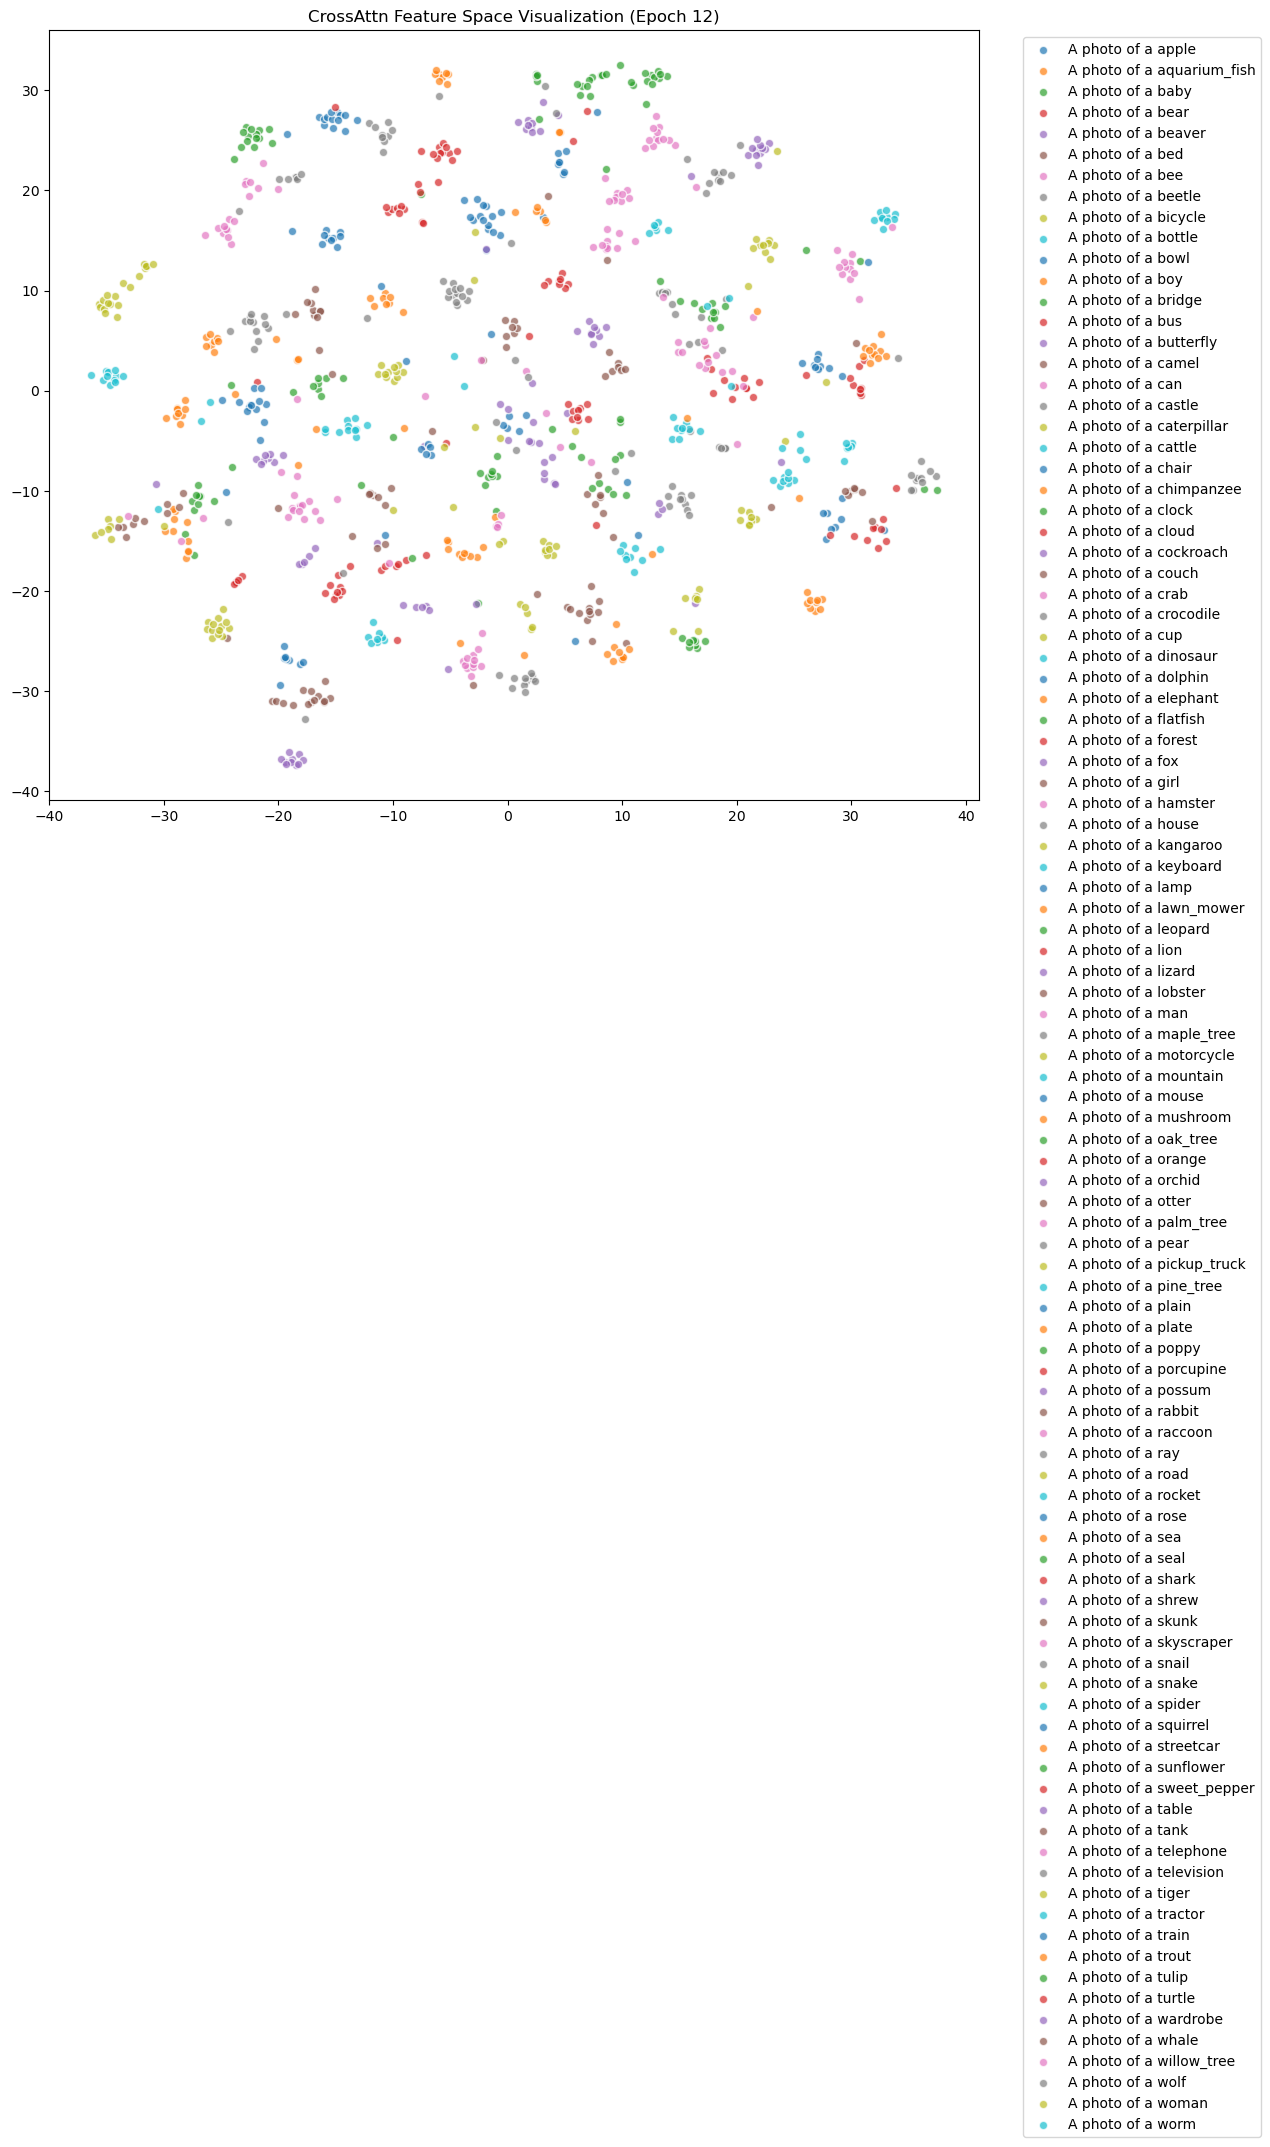 CrossAttn Feature Space Visualization (Epoch 12)
30
20
10
0
−10
−20
−30
−40
−40 −30 −20 −10 0 10 20 30 40
A photo of a apple
A photo of a aquarium_fish
A photo of a baby
A photo of a bear
A photo of a beaver
A photo of a bed
A photo of a bee
A photo of a beetle
A photo of a bicycle
A photo of a bottle
A photo of a bowl
A photo of a boy
A photo of a bridge
A photo of a bus
A photo of a butterfly
A photo of a camel
A photo of a can
A photo of a castle
A photo of a caterpillar
A photo of a cattle
A photo of a chair
A photo of a chimpanzee
A photo of a clock
A photo of a cloud
A photo of a cockroach
A photo of a couch
A photo of a crab
A photo of a crocodile
A photo of a cup
A photo of a dinosaur
A photo of a dolphin
A photo of a elephant
A photo of a flatfish
A photo of a forest
A photo of a fox
A photo of a girl
A photo of a hamster
A photo of a house
A photo of a kangaroo
A photo of a keyboard
A photo of a lamp
A photo of a lawn_mower
A photo of a leopard
A photo of a lion
A photo of a lizard
A photo of a lobster
A photo of a man
A photo of a maple_tree
A photo of a motorcycle
A photo of a mountain
A photo of a mouse
A photo of a mushroom
A photo of a oak_tree
A photo of a orange
A photo of a orchid
A photo of a otter
A photo of a palm_tree
A photo of a pear
A photo of a pickup_truck
A photo of a pine_tree
A photo of a plain
A photo of a plate
A photo of a poppy
A photo of a porcupine
A photo of a possum
A photo of a rabbit
A photo of a raccoon
A photo of a ray
A photo of a road
A photo of a rocket
A photo of a rose
A photo of a sea
A photo of a seal
A photo of a shark
A photo of a shrew
A photo of a skunk
A photo of a skyscraper
A photo of a snail
A photo of a snake
A photo of a spider
A photo of a squirrel
A photo of a streetcar
A photo of a sunflower
A photo of a sweet_pepper
A photo of a table
A photo of a tank
A photo of a telephone
A photo of a television
A photo of a tiger
A photo of a tractor
A photo of a train
A photo of a trout
A photo of a tulip
A photo of a turtle
A photo of a wardrobe
A photo of a whale
A photo of a willow_tree
A photo of a wolf
A photo of a woman
A photo of a worm